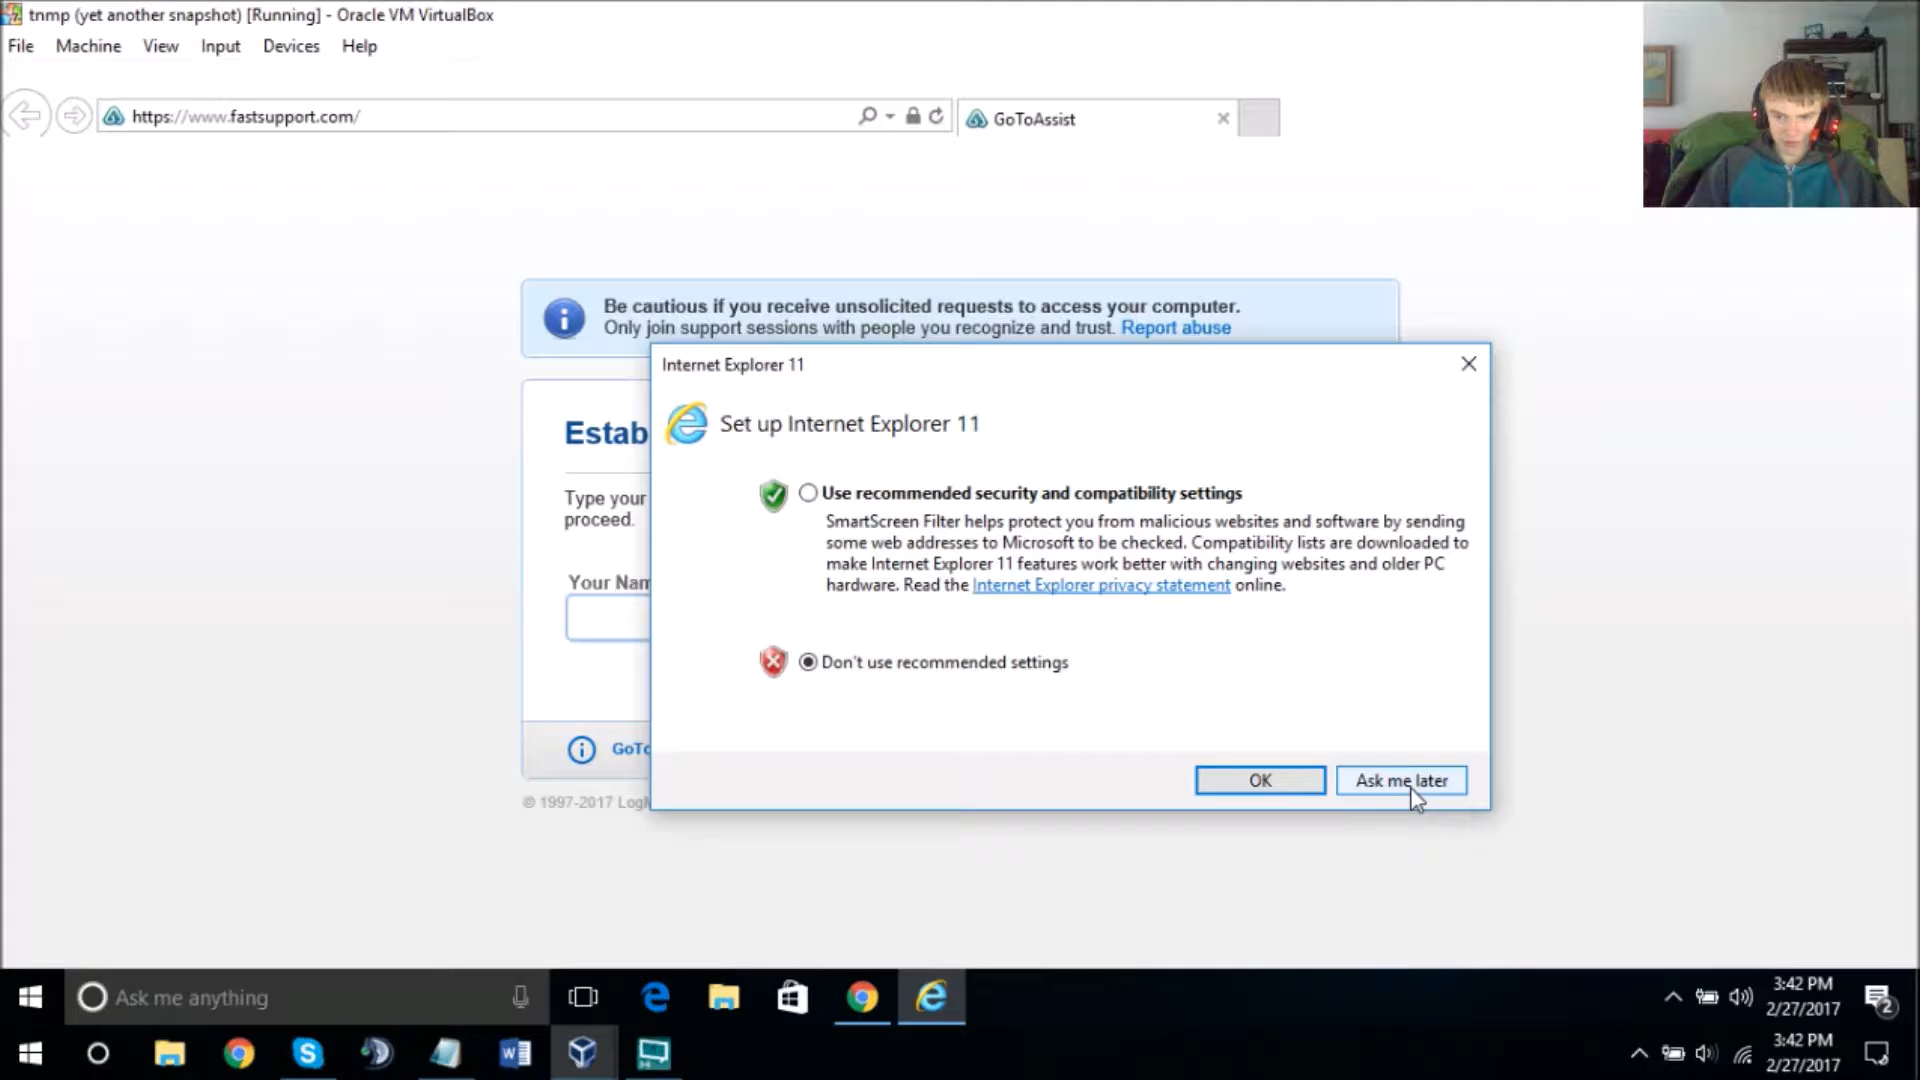 tnmp (yet another snapshot) [Running] - Oracle VM VirtualBox
File Machine View Input Devices Help
https://www.fastsupport.com/
GoToAssist
Be cautious if you receive unsolicited requests to access your computer.
Only join support sessions with people you recognize and trust. Report abuse
Internet Explorer 11
Set up Internet Explorer 11
Estab
Type your
proceed.
Your Nam
Use recommended security and compatibility settings
SmartScreen Filter helps protect you from malicious websites and software by sending
some web addresses to Microsoft to be checked. Compatibility lists are downloaded to
make Internet Explorer 11 features work better with changing websites and older PC
hardware. Read the Internet Explorer privacy statement online.
Don't use recommended settings
GoTo
OK
Ask me later
© 1997-2017 LogM
Ask me anything
3:42 PM
2/27/2017
2
3:42 PM
2/27/2017